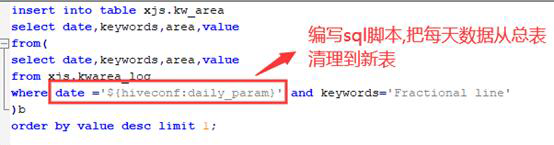 insert into table xjs.kw_area
select date,keywords,area,value
from(
select date,keywords,area,value
from xjs.kwarea_log
where date ='${hiveconf:daily_param}' and keywords='Fractional line'
)b
order by value desc limit 1;
编写sql脚本,把每天数据从总表
清理到新表